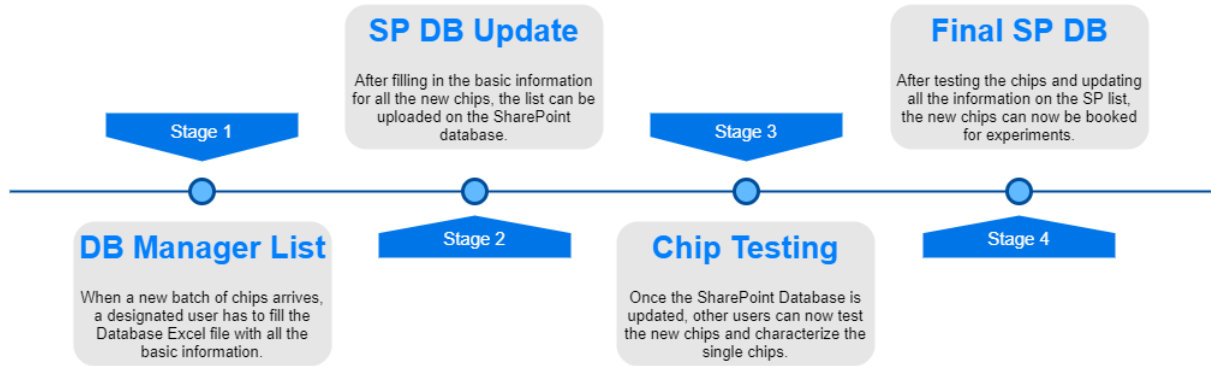 Stage 1
DB Manager List
When a new batch of chips arrives,
a designated user has to fill the
Database Excel file with all the
basic information.
SP DB Update
After filling in the basic information
for all the new chips, the list can be
uploaded on the SharePoint
database.
Stage 2
Stage 3
Chip Testing
Once the SharePoint Database is
updated, other users can now test
the new chips and characterize the
single chips.
Final SP DB
After testing the chips and updating
all the information on the SP list,
the new chips can now be booked
for experiments.
Stage 4